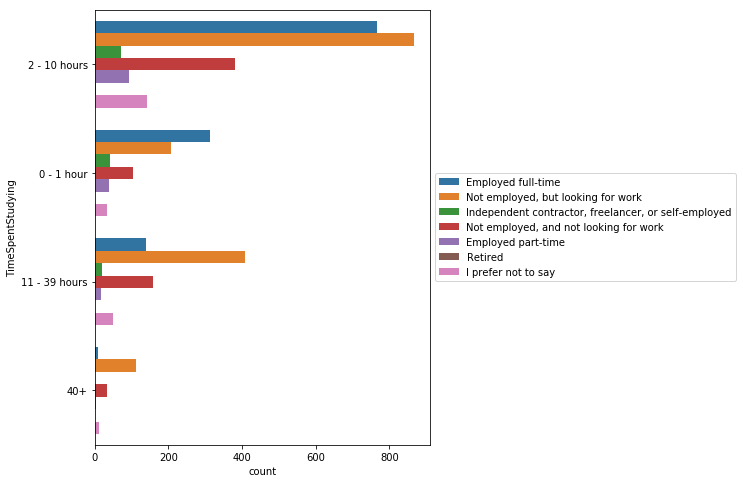 TimeSpentStudying
2 - 10 hours
0 - 1 hour
11 - 39 hours
40+
0 200 400 600 800
count
Employed full-time
Not employed, but looking for work
Independent contractor, freelancer, or self-employed
Not employed, and not looking for work
Employed part-time
Retired
I prefer not to say